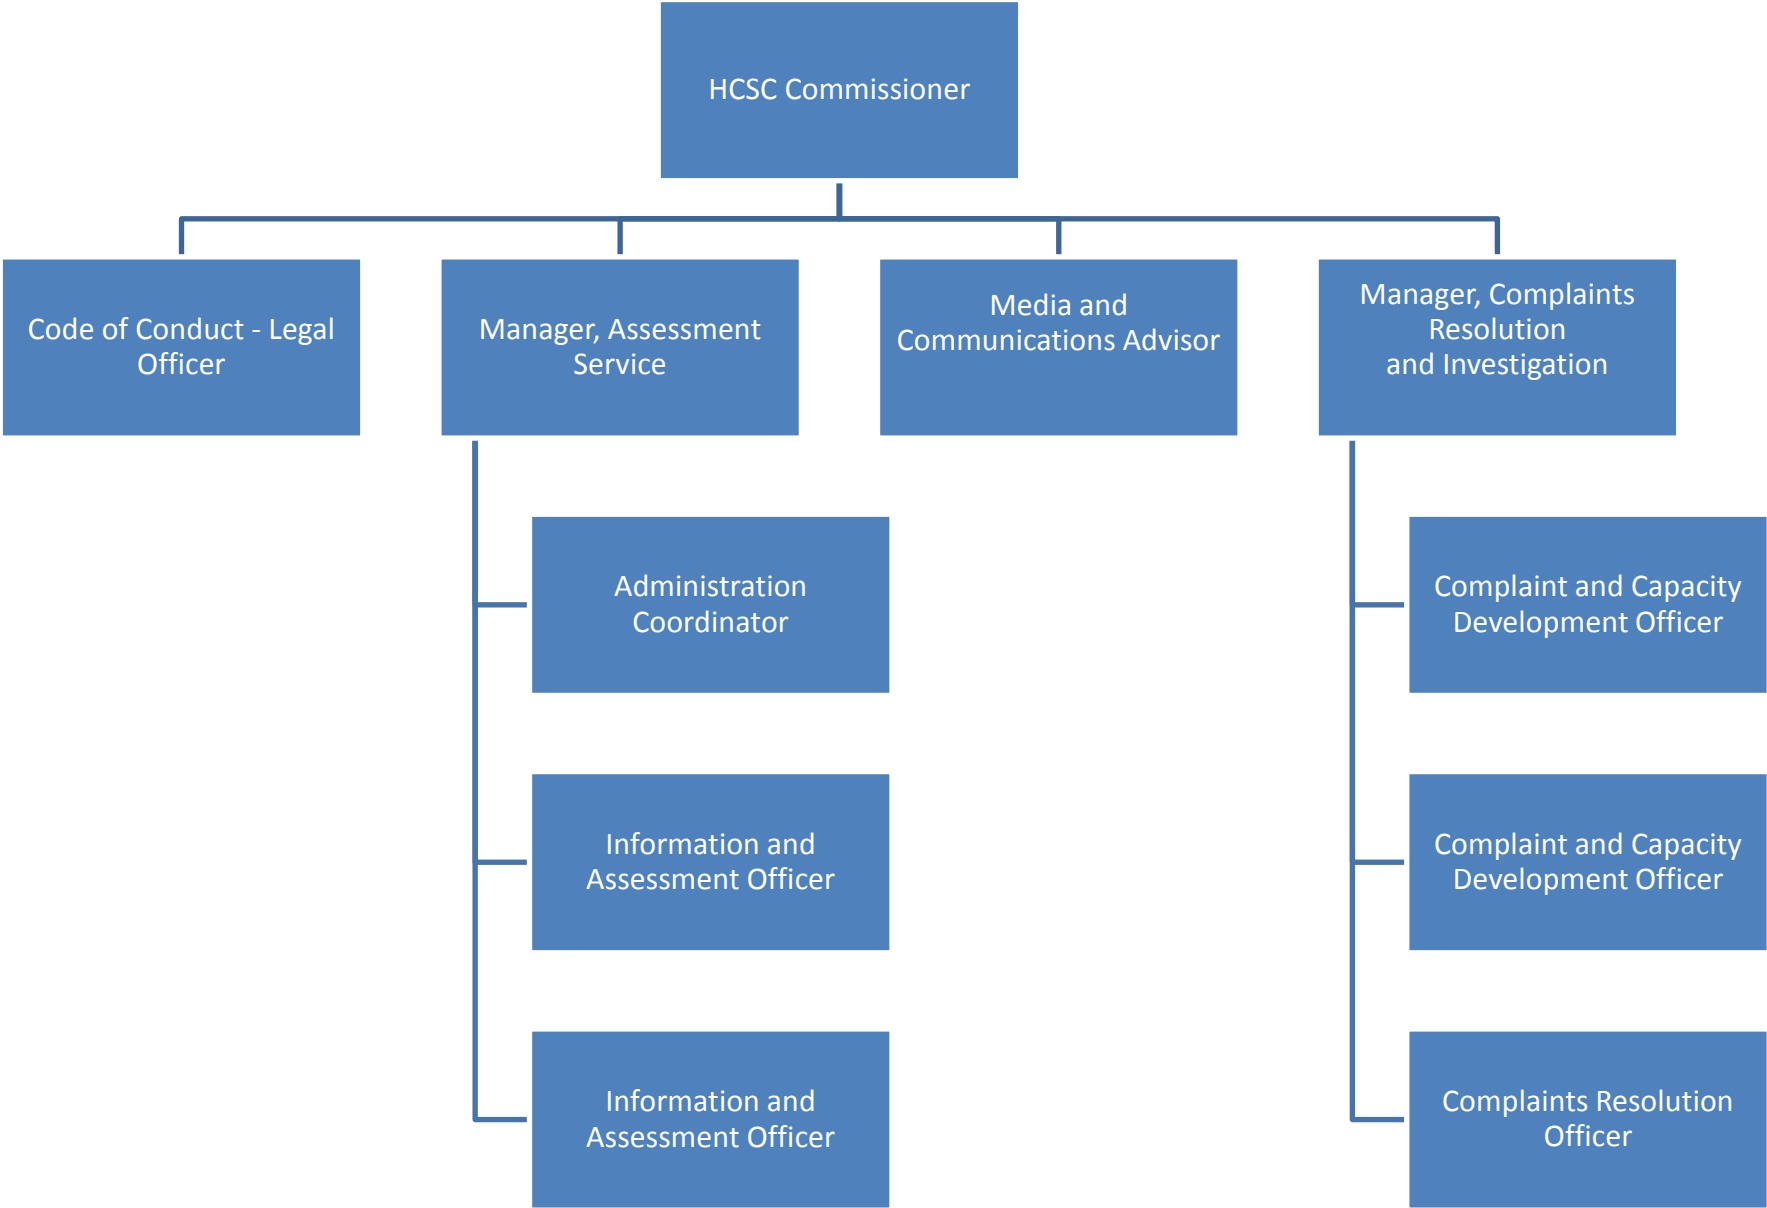 HCSC Commissioner
Code of Conduct - Legal
Officer
Manager, Assessment
Service
Media and
Communications Advisor
Manager, Complaints
Resolution
and Investigation
Administration
Coordinator
Information and
Assessment Officer
Information and
Assessment Officer
Complaint and Capacity
Development Officer
Complaint and Capacity
Development Officer
Complaints Resolution
Officer